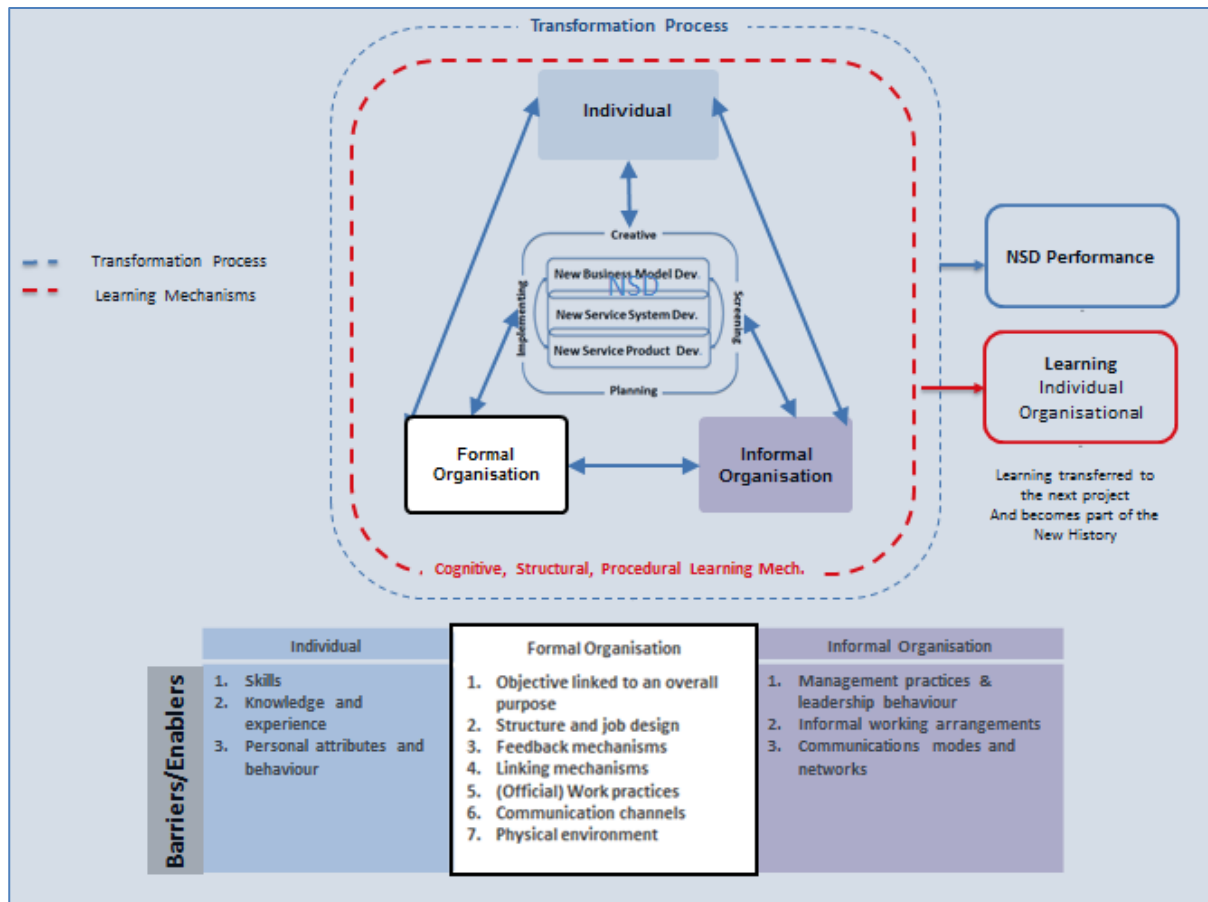 Transformation Process
Individual
Transformation Process
Learning Mechanisms
Creative
New Business Model Dev.
NSD
New Service System Dev.
New Service Product Dev.
Implementing
Screening
Planning
Formal
Organisation
Informal
Organisation
. Cognitive, Structural, Procedural Learning Mech.
NSD Performance
Learning
Individual
Organisational
Learning transferred to
the next project
And becomes part of the
New History
Barriers/Enablers
Individual
1. Skills
2. Knowledge and
experience
3. Personal attributes and
behaviour
Formal Organisation
1. Objective linked to an overall
purpose
2. Structure and job design
3. Feedback mechanisms
4. Linking mechanisms
5. (Official) Work practices
6. Communication channels
7. Physical environment
Informal Organisation
1. Management practices &
leadership behaviour
2. Informal working arrangements
3. Communications modes and
networks